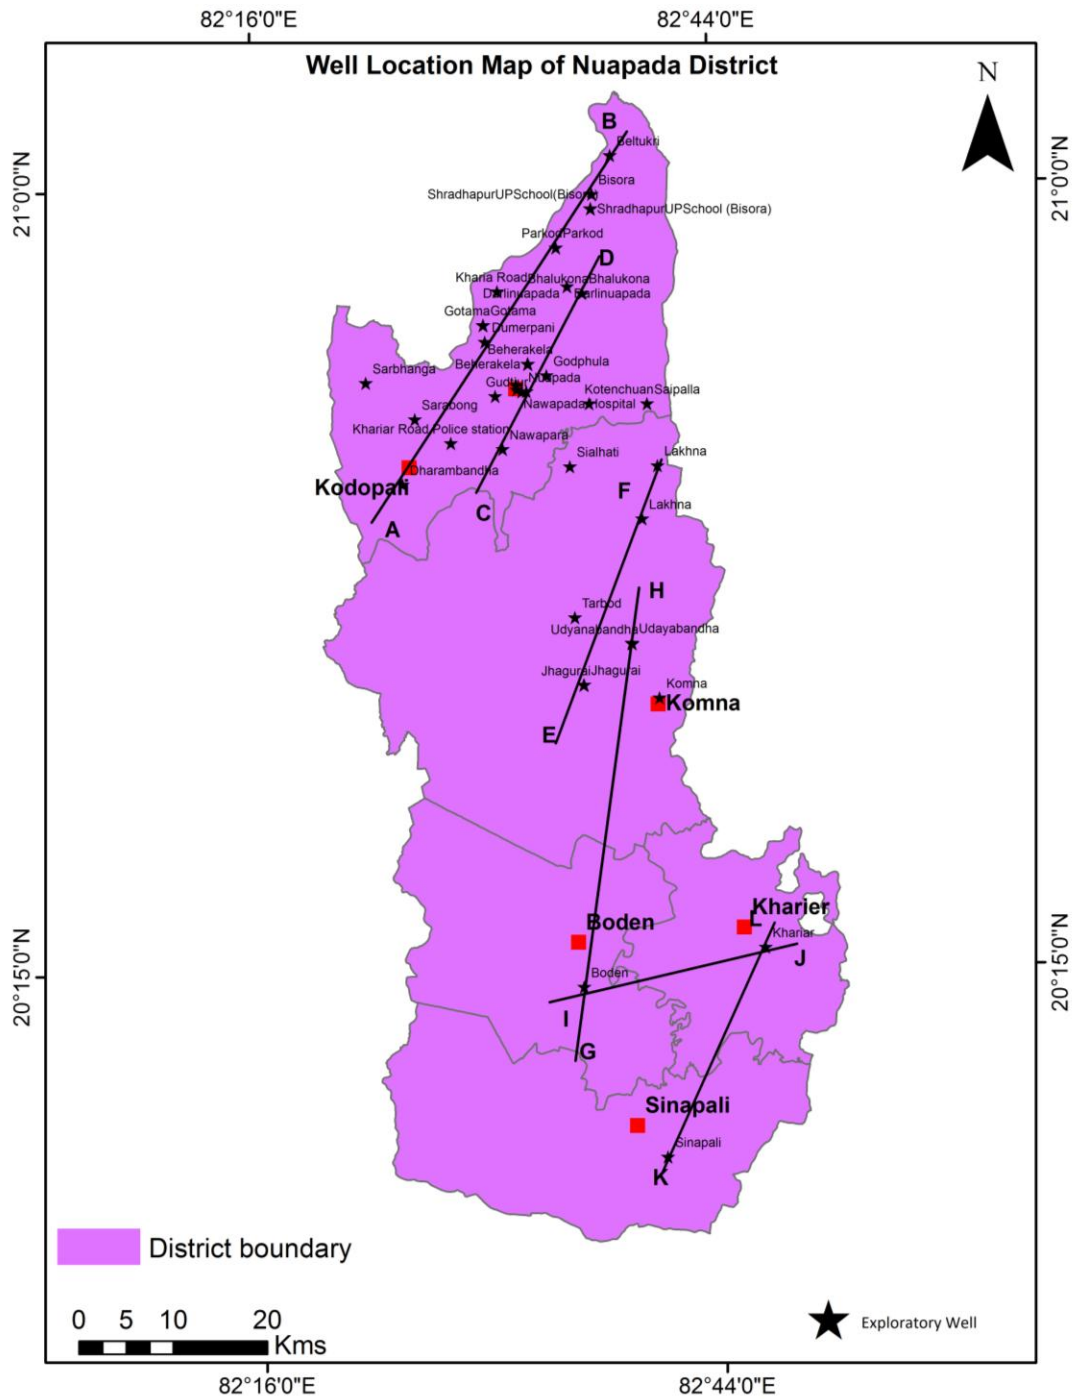 82°16'0"E
82°44'0"E
Well Location Map of Nuapada District
N
21°0'0"N
21°0'0"N
B
Beltukri
Bisora
ShradhapurUPSchool(Bisora)
ShradhapurUPSchool (Bisora)
ParkodParkod
D
Kharia Road
BhalukonaBhalukona
Darlinuapada
Darlinuapada
GotamaGotama
Dumerpani
Beherakela
Beherakela
Godphula
Sarbhanga
Nuapada
KotenchuanSaipalla
Nawapada Hospital
Sarabong
Khariar Road Police station
Nawapara
Sialhati
Lakhna
Dharambandha
Kodopali
F
C
Lakhna
A
H
Tarbod
Udyanabandha
Udayabandha
JhaguraiJhagurai
Komna
Komna
E
Kharier
L
Boden
Khariar
J
Boden
I
G
20°15'0"N
20°15'0"N
Sinapali
Sinapali
K
District boundary
0 5 10 20
Kms
Exploratory Well
82°16'0"E
82°44'0"E